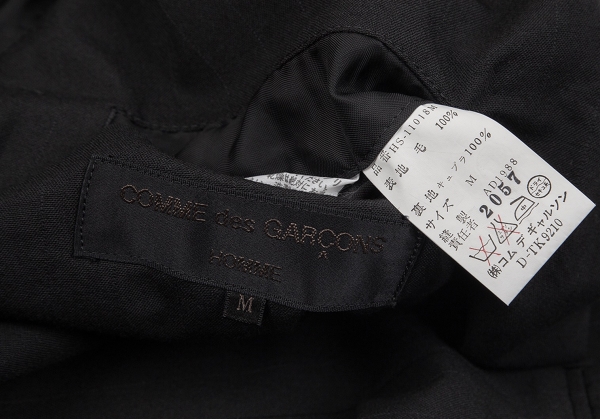 COMME des GARÇONS
HOMME
M
品番HS-11018M
表地 毛 100%
裏地キュプラ100%
サイズ M AD1988
縫製
責任者 2057
㈱コム デ ギャルソン
D-TK9210